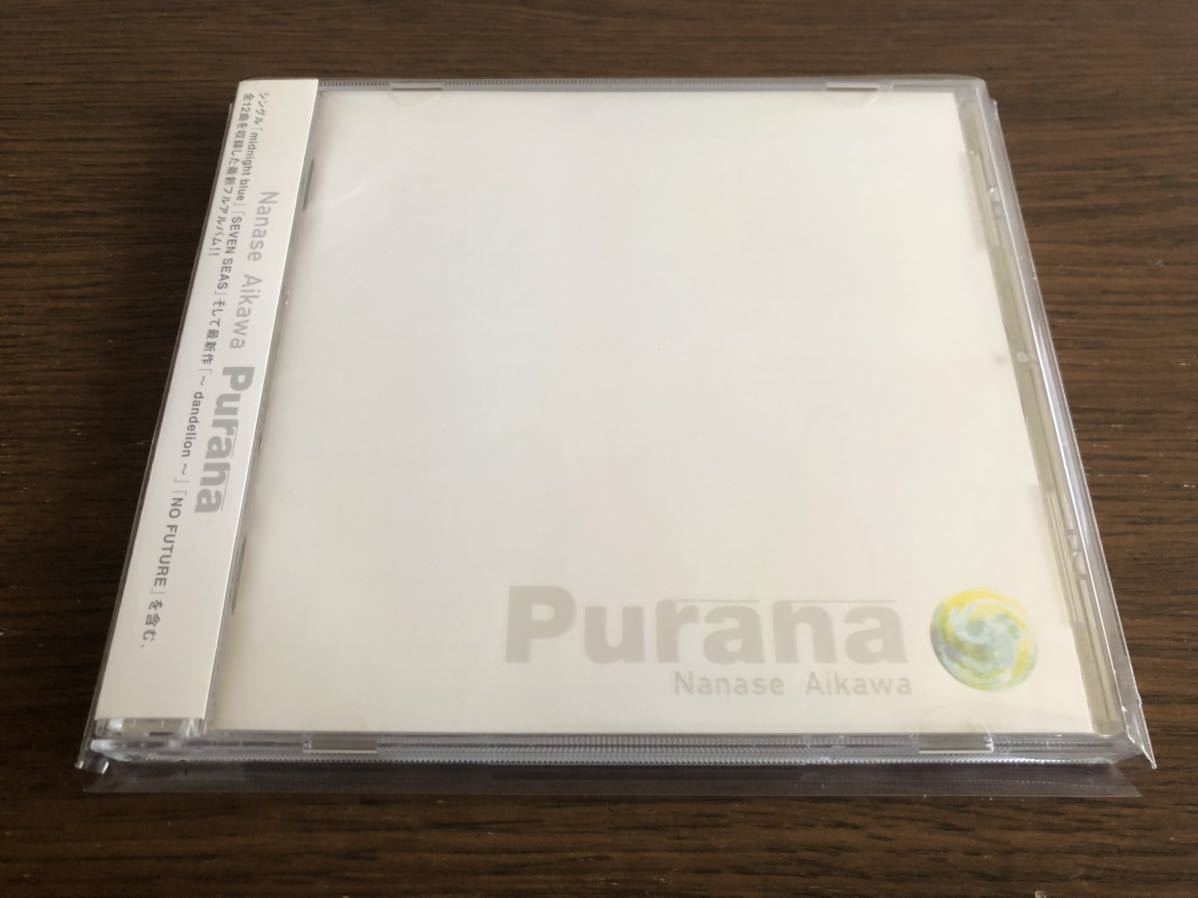 シングル「midnight blue」「SEVEN SEAS」そして最新作「~ dandelion ~」「NO FUTURE」を含む、
全12曲を収録した最新フルアルバム!!
Nanase Aikawa Purana
Purana
Nanase Aikawa